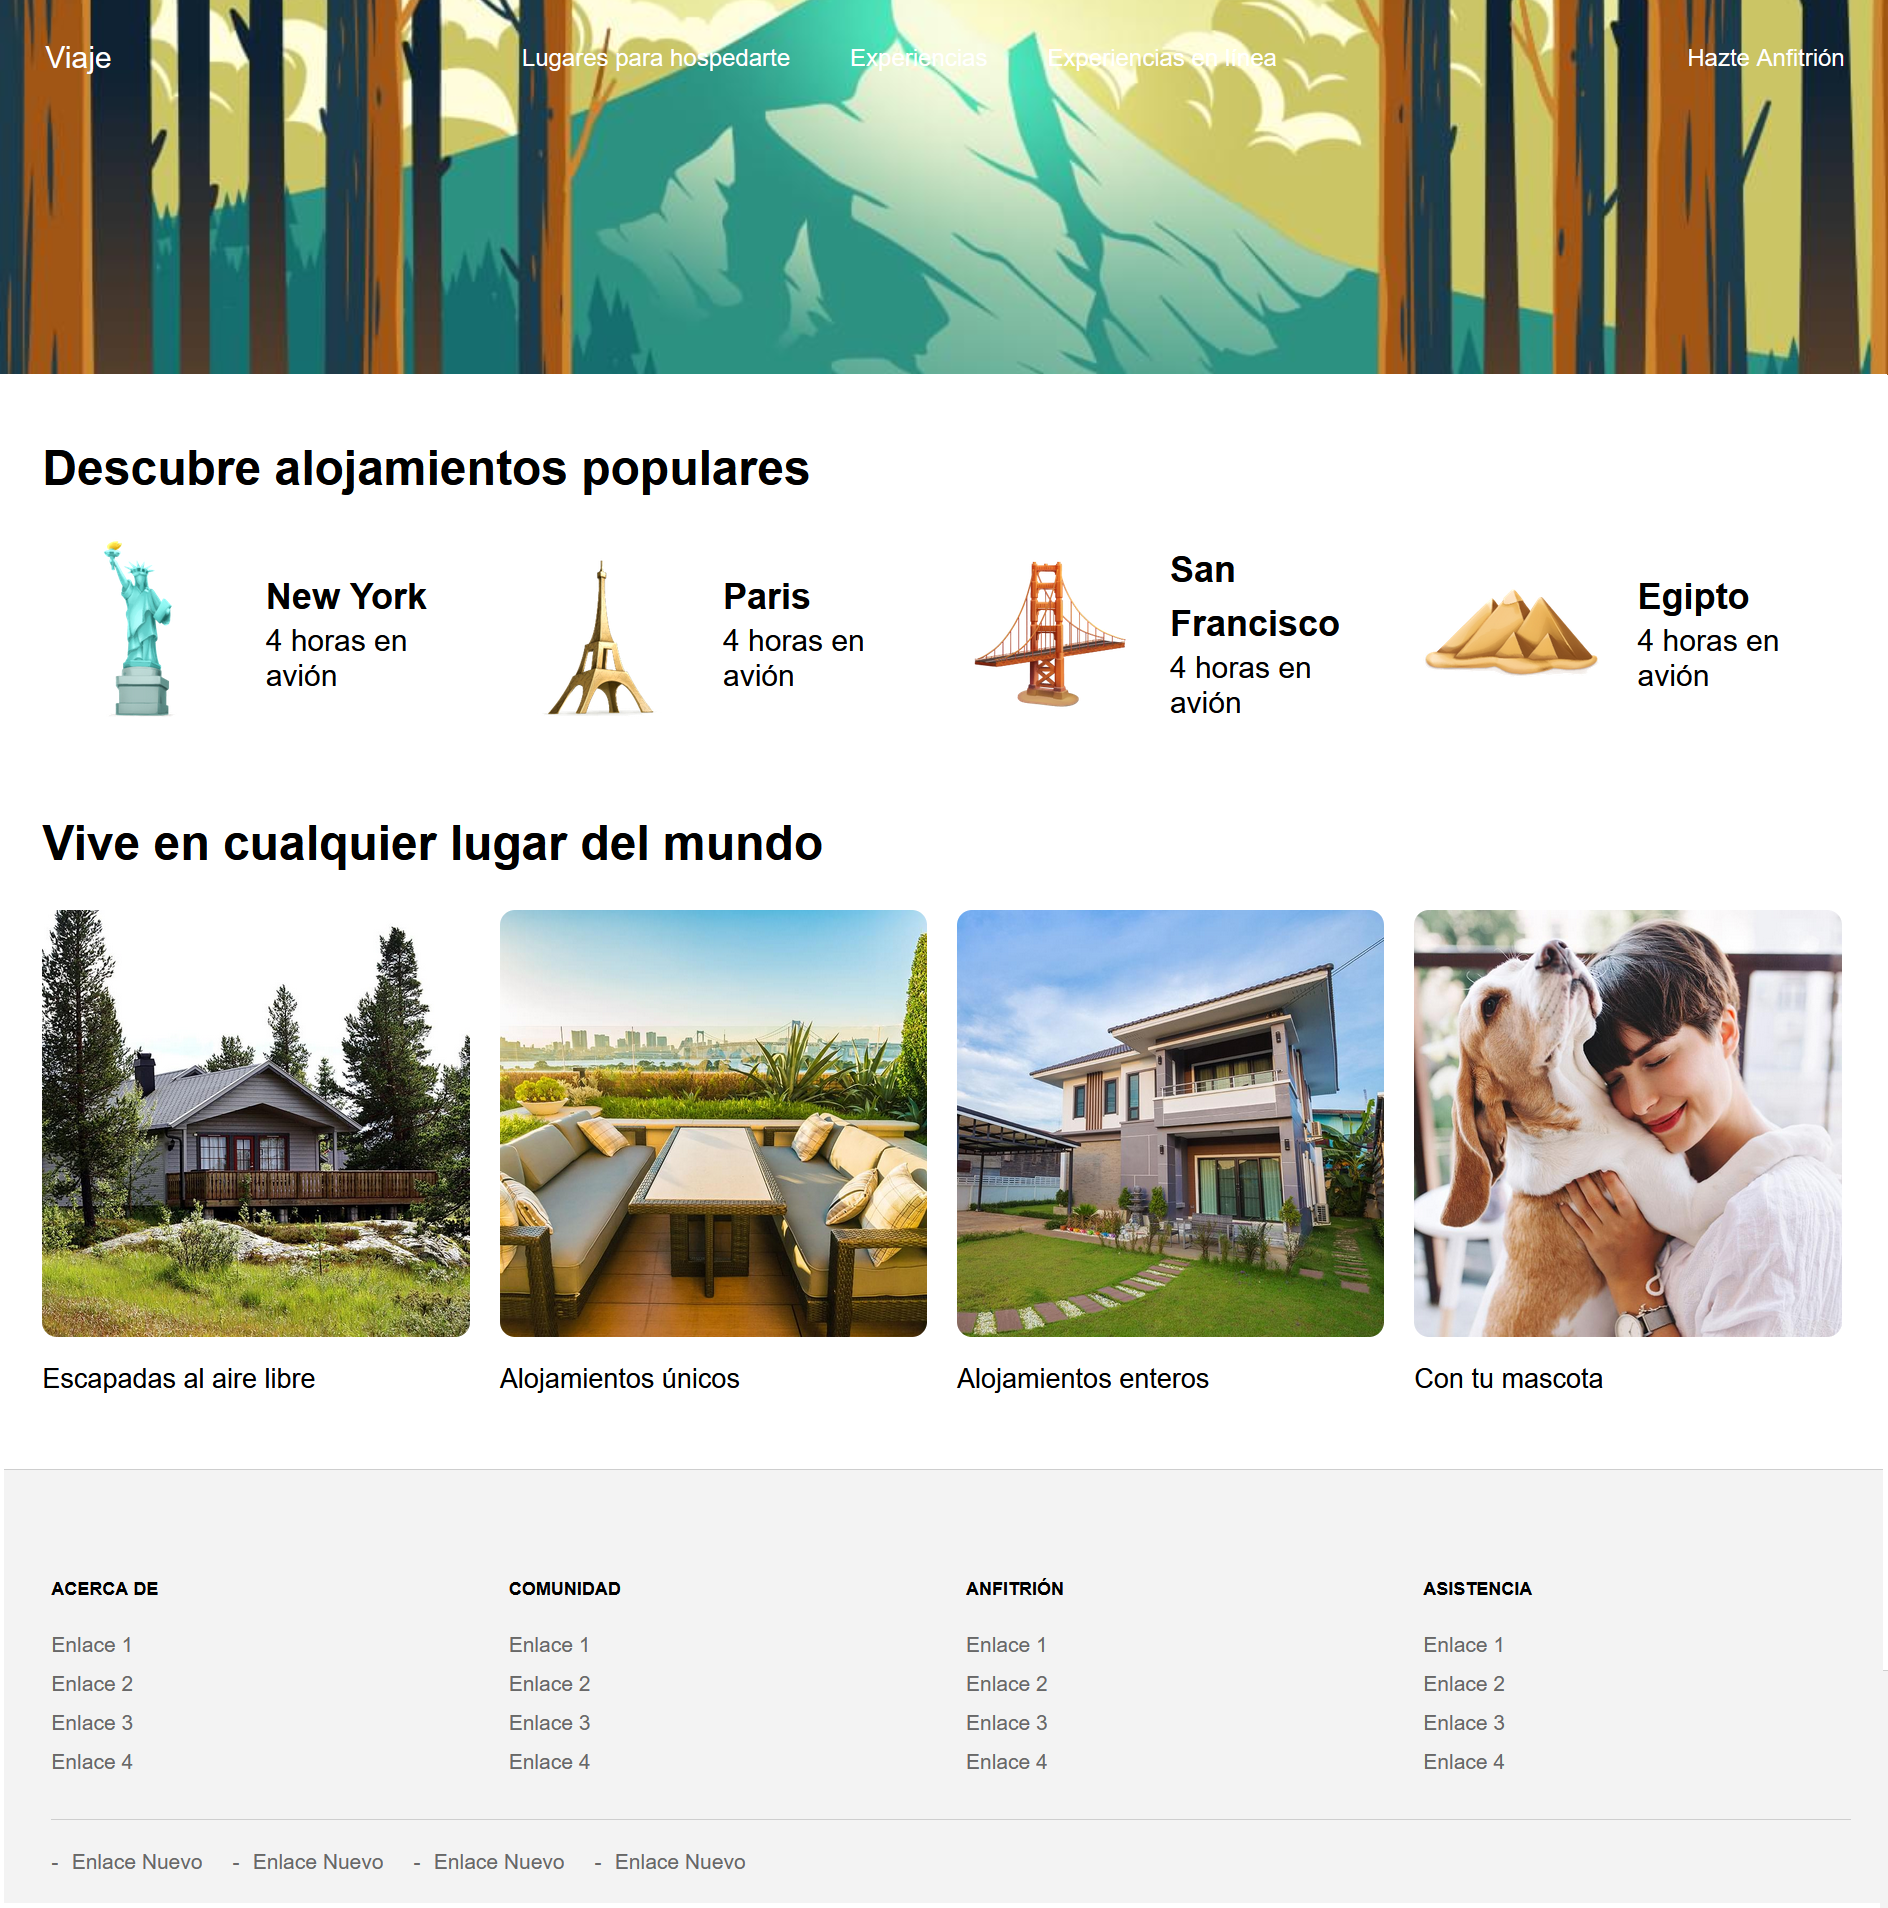 Viaje
Lugares para hospedarte
Experiencias
Experiencias en línea
Hazte Anfitrión
Descubre alojamientos populares
New York
4 horas en
avión
Paris
4 horas en
avión
San
Francisco
4 horas en
avión
Egipto
4 horas en
avión
Vive en cualquier lugar del mundo
Escapadas al aire libre
Alojamientos únicos
Alojamientos enteros
Con tu mascota
ACERCA DE
Enlace 1
Enlace 2
Enlace 3
Enlace 4
COMUNIDAD
Enlace 1
Enlace 2
Enlace 3
Enlace 4
ANFITRIÓN
Enlace 1
Enlace 2
Enlace 3
Enlace 4
ASISTENCIA
Enlace 1
Enlace 2
Enlace 3
Enlace 4
- Enlace Nuevo - Enlace Nuevo - Enlace Nuevo - Enlace Nuevo